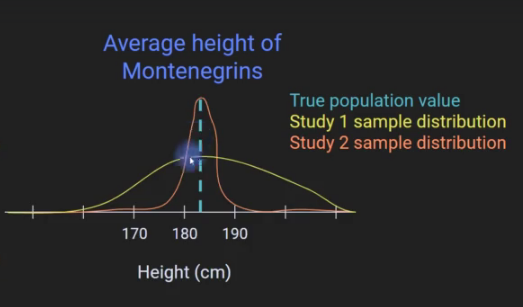 Average height of
Montenegrins
True population value
Study 1 sample distribution
Study 2 sample distribution
170 180 190
Height (cm)